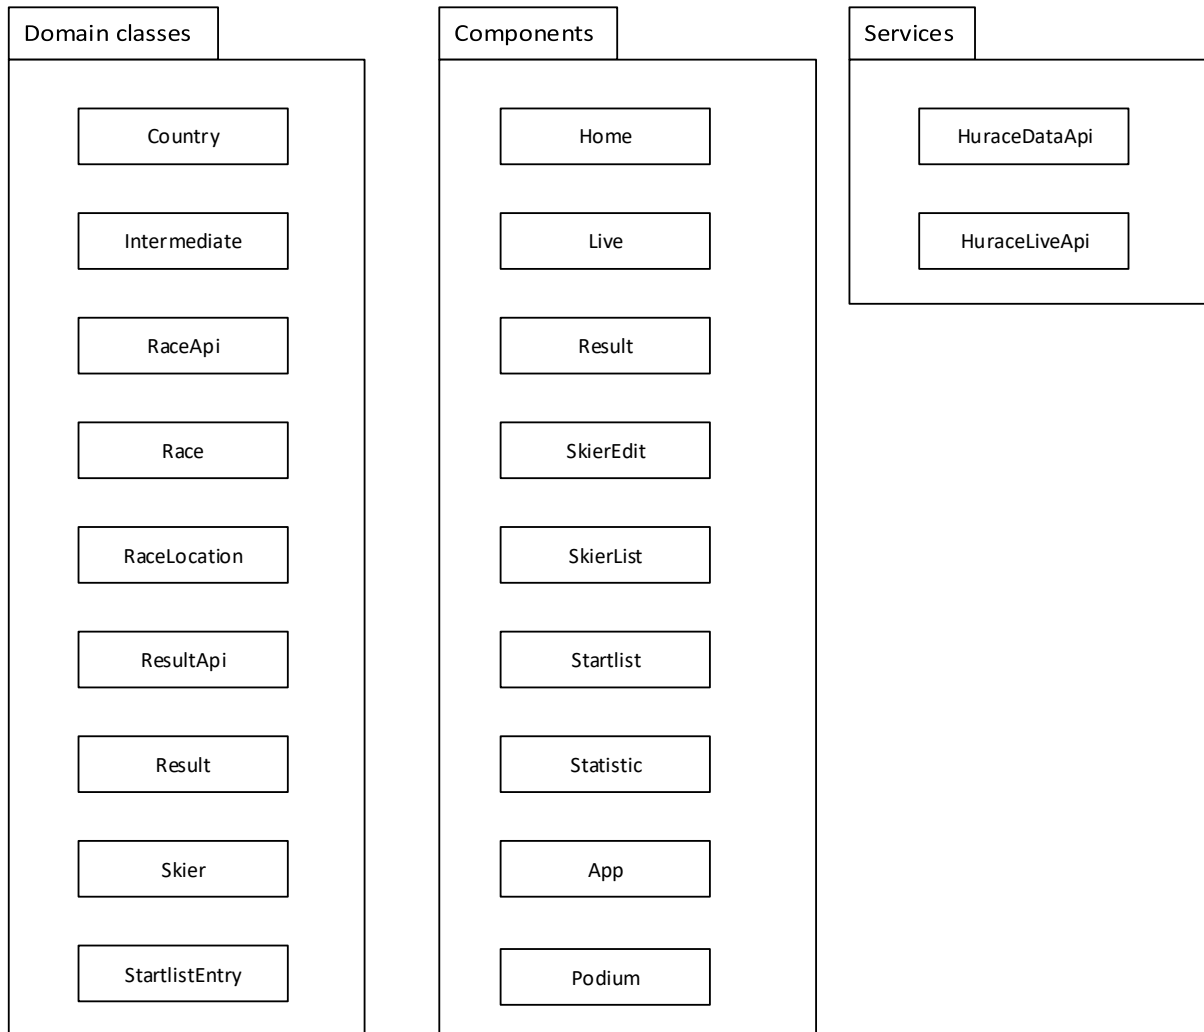 Domain classes
Country
Intermediate
RaceApi
Race
RaceLocation
ResultApi
Result
Skier
StartlistEntry
Components
Home
Live
Result
SkierEdit
SkierList
Startlist
Statistic
App
Podium
Services
HuraceDataApi
HuraceLiveApi